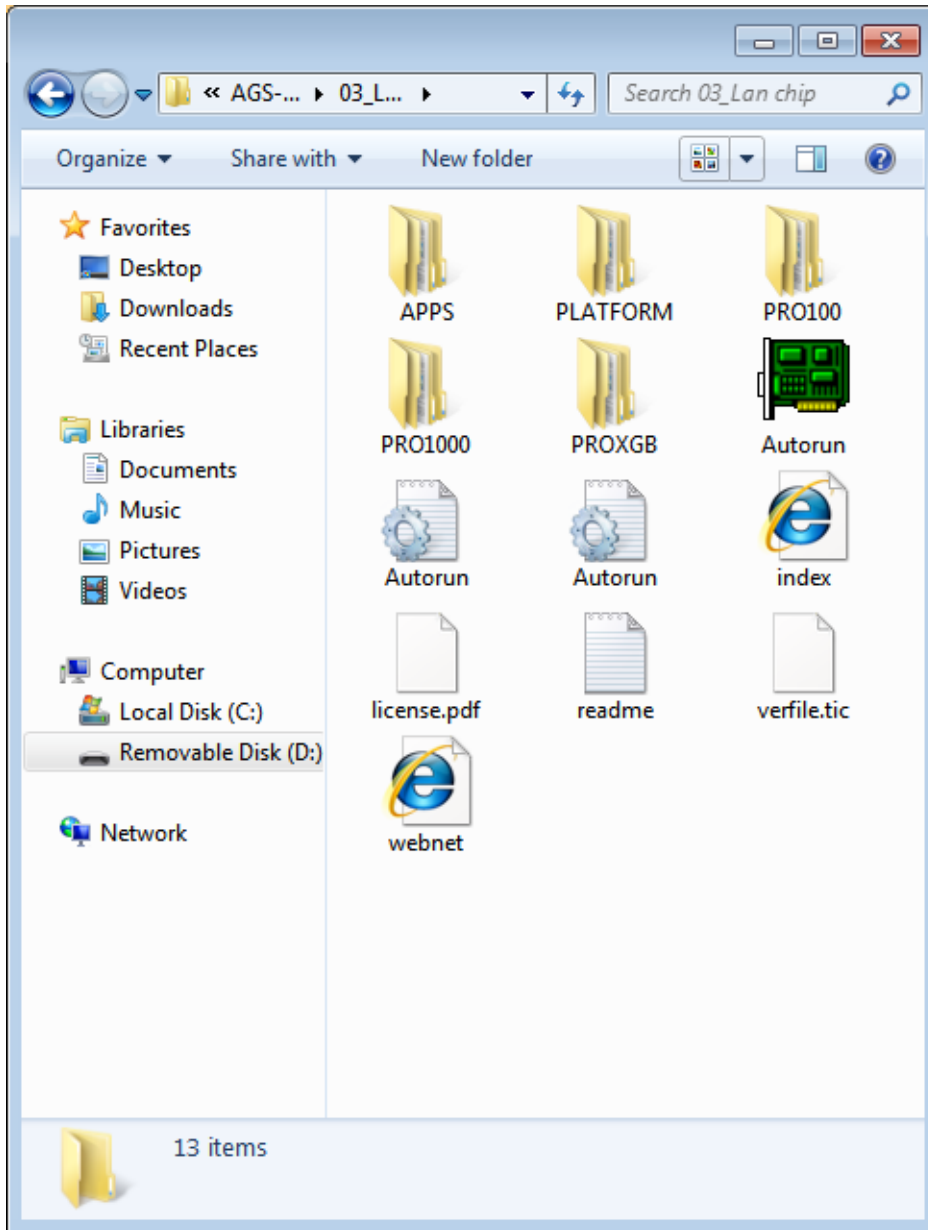 « AGS-... 03_L... Search 03_Lan chip
Organize Share with New folder
Favorites
Desktop
Downloads
Recent Places
Libraries
Documents
Music
Pictures
Videos
Computer
Local Disk (C:)
Removable Disk (D:)
Network
APPS PLATFORM PRO100
PRO1000 PROXGB Autorun
Autorun Autorun index
license.pdf readme verfile.tic
webnet
13 items